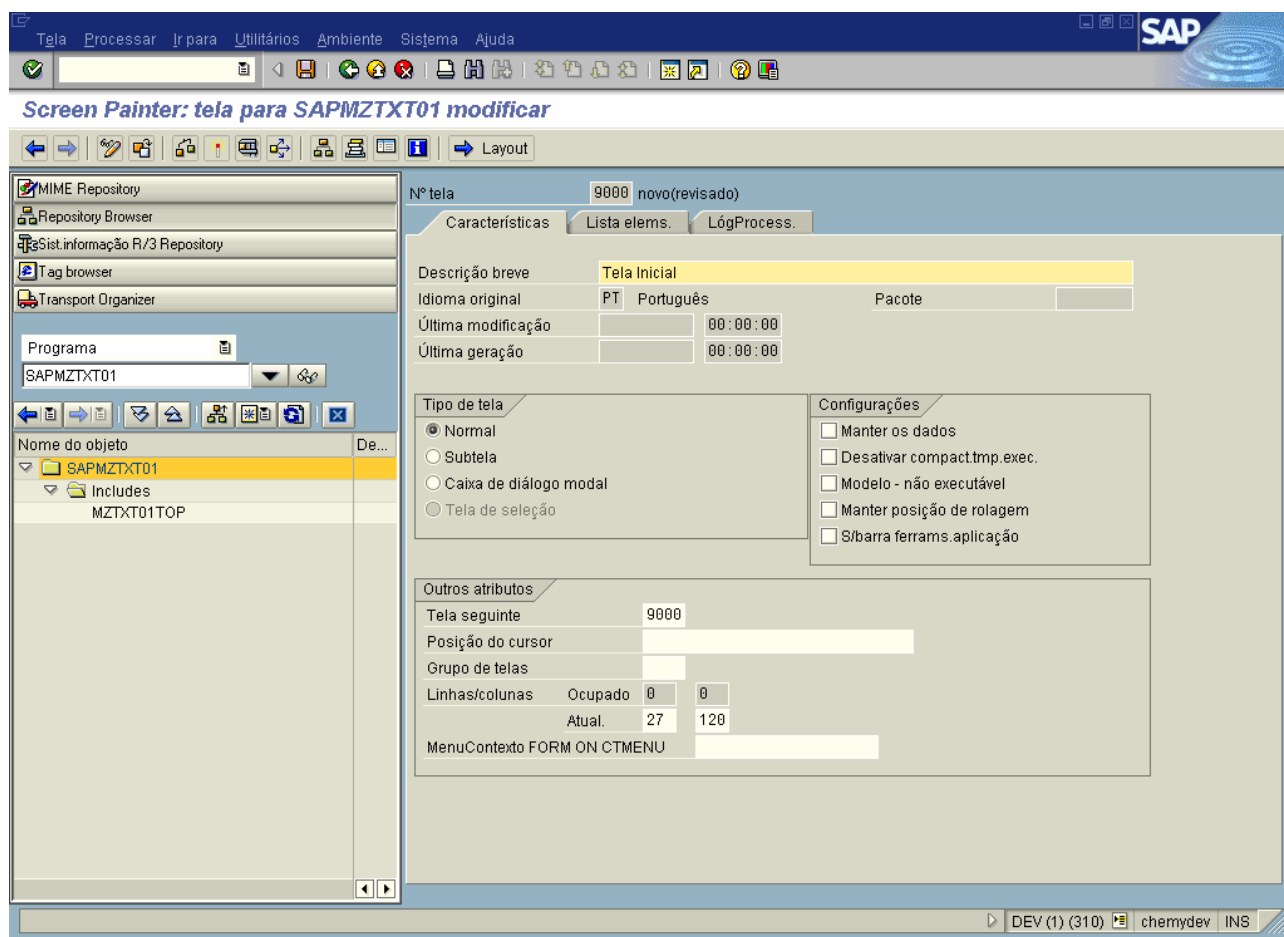 Tela Processar Ir para Utilitários Ambiente Sistema Ajuda
SAP
Screen Painter: tela para SAPMZTXT01 modificar
Layout
MIME Repository
Repository Browser
Sist.informação R/3 Repository
Tag browser
Transport Organizer
Programa
SAPMZTXT01
Nome do objeto De...
SAPMZTXT01
Includes
MZTXT01TOP
Nº tela 9000 novo(revisado)
Características Lista elems. LógProcess.
Descrição breve Tela Inicial
Idioma original PT Português Pacote
Última modificação 00:00:00
Última geração 00:00:00
Tipo de tela
Normal
Subtela
Caixa de diálogo modal
Tela de seleção
Configurações
Manter os dados
Desativar compact.tmp.exec.
Modelo - não executável
Manter posição de rolagem
S/barra ferrams.aplicação
Outros atributos
Tela seguinte 9000
Posição do cursor
Grupo de telas
Linhas/colunas Ocupado 0 0
Atual. 27 120
MenuContexto FORM ON CTMENU
DEV (1) (310) chemydev INS